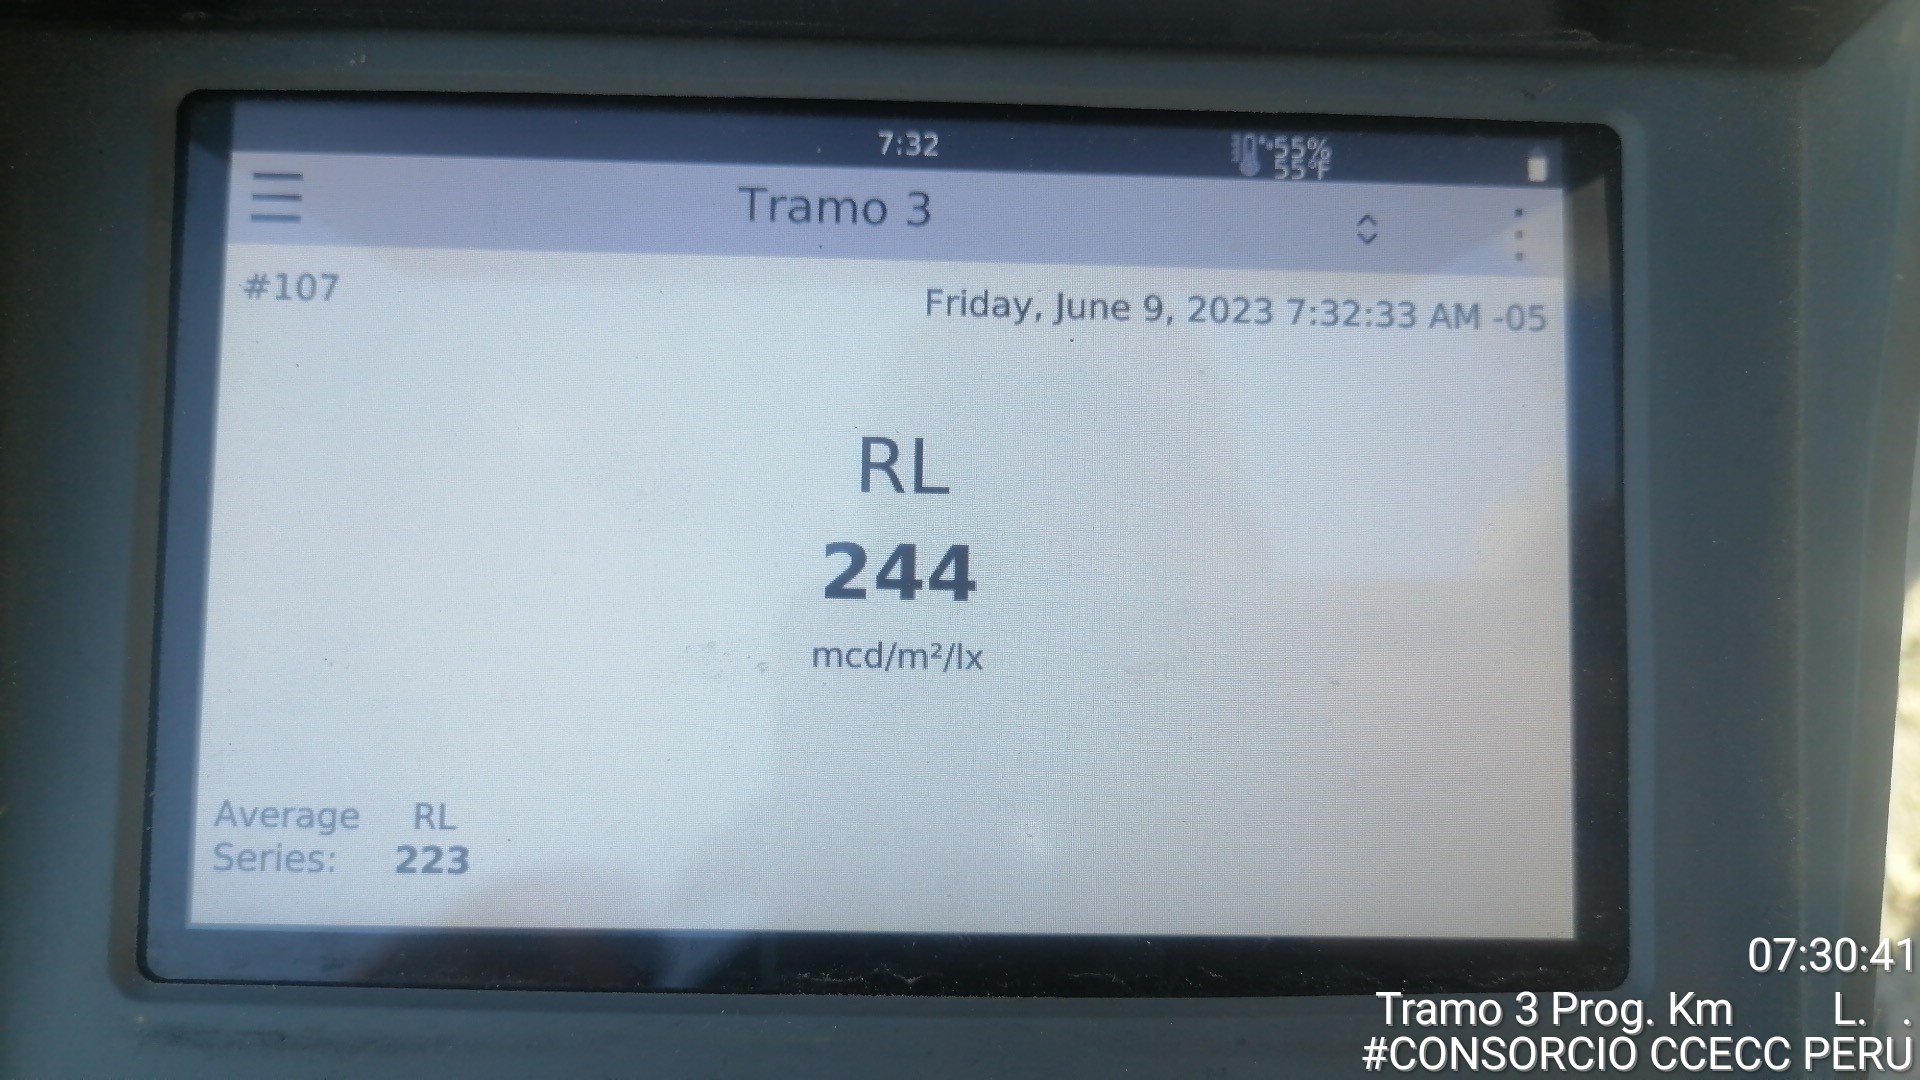 7:32
55%
55°F
Tramo 3
#107
Friday, June 9, 2023 7:32:33 AM -05
RL
244
mcd/m²/lx
Average RL
Series: 223
07:30:41
Tramo 3 Prog. Km L. .
#CONSORCIO CCECC PERU